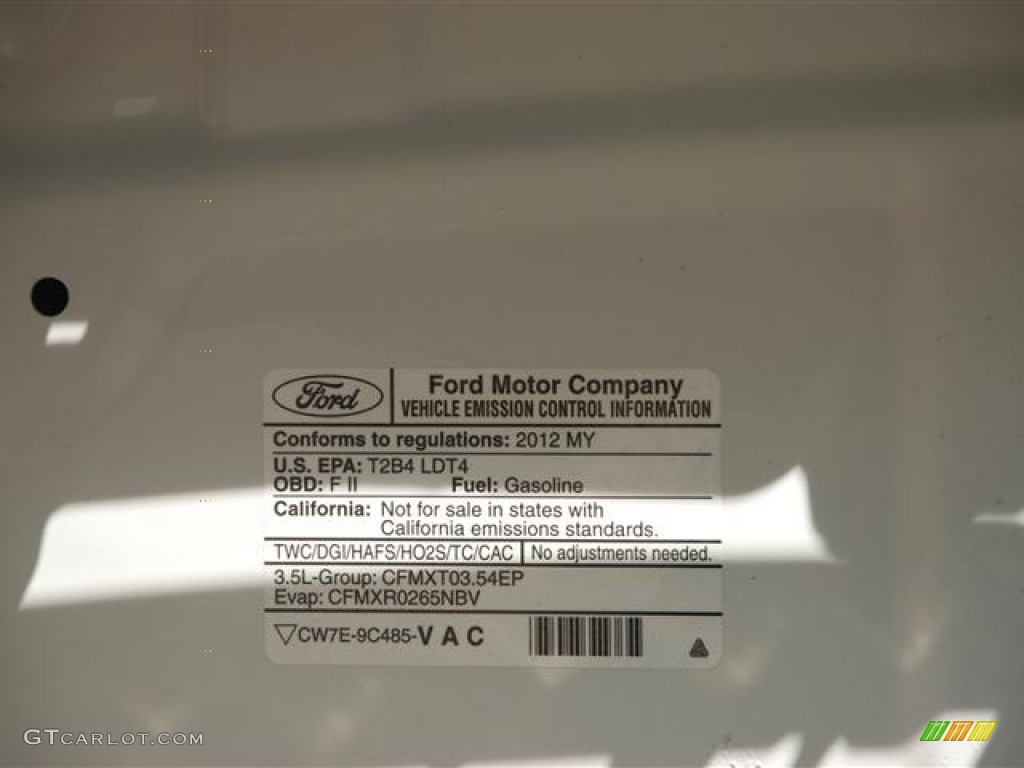 Ford
Ford Motor Company
VEHICLE EMISSION CONTROL INFORMATION
Conforms to regulations: 2012 MY
U.S. EPA: T2B4 LDT4
OBD: F II Fuel: Gasoline
California: Not for sale in states with
California emissions standards.
TWC/DGI/HAFS/HO2S/TC/CAC No adjustments needed.
3.5L-Group: CFMXT03.54EP
Evap: CFMXR0265NBV
CW7E-9C485-V A C
GTCARLOT.COM